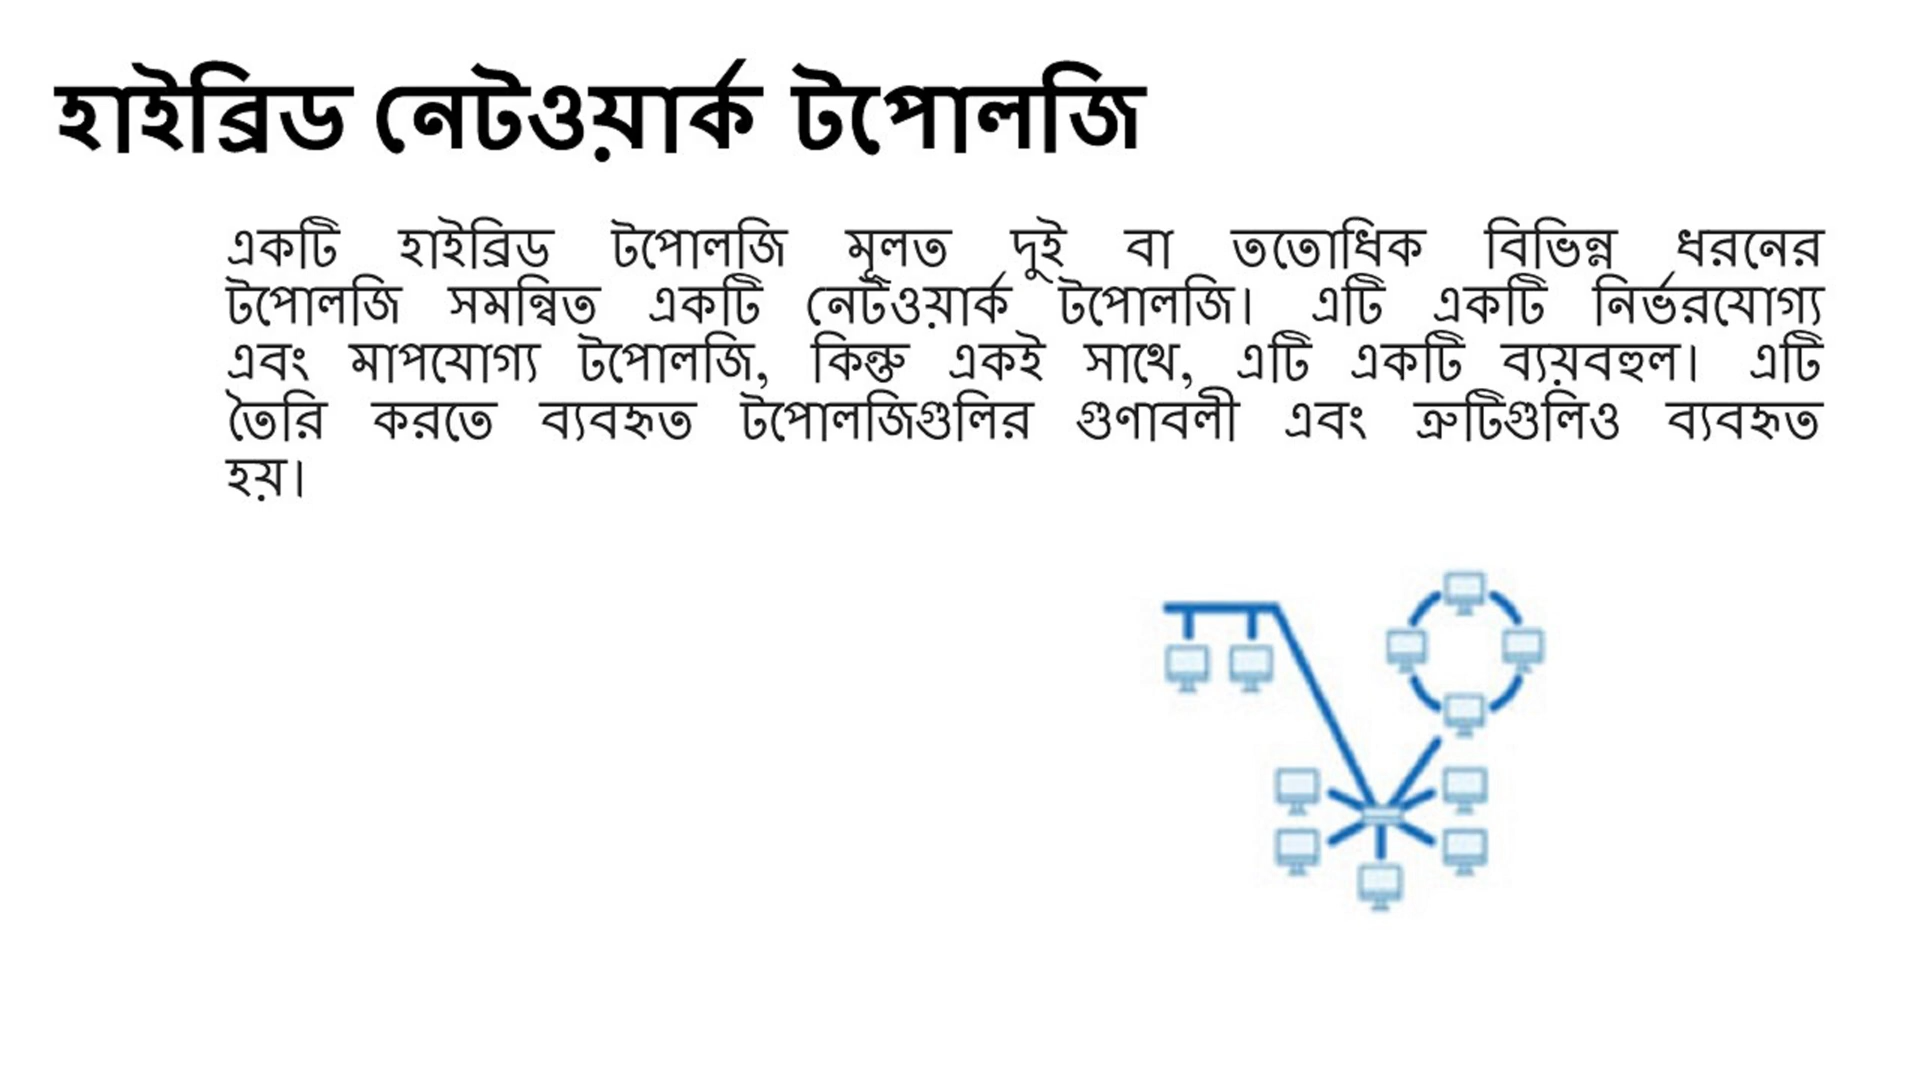 হাইব্রিড নেটওয়ার্ক টপোলজি
একটি হাইব্রিড টপোলজি মূলত দুই বা ততোধিক বিভিন্ন ধরনের
টপোলজি সমন্বিত একটি নেটওয়ার্ক টপোলজি। এটি একটি নির্ভরযোগ্য
এবং মাপযোগ্য টপোলজি, কিন্তু একই সাথে, এটি একটি ব্যয়বহুল। এটি
তৈরি করতে ব্যবহৃত টপোলজিগুলির গুণাবলী এবং ত্রুটিগুলিও ব্যবহৃত
হয়।